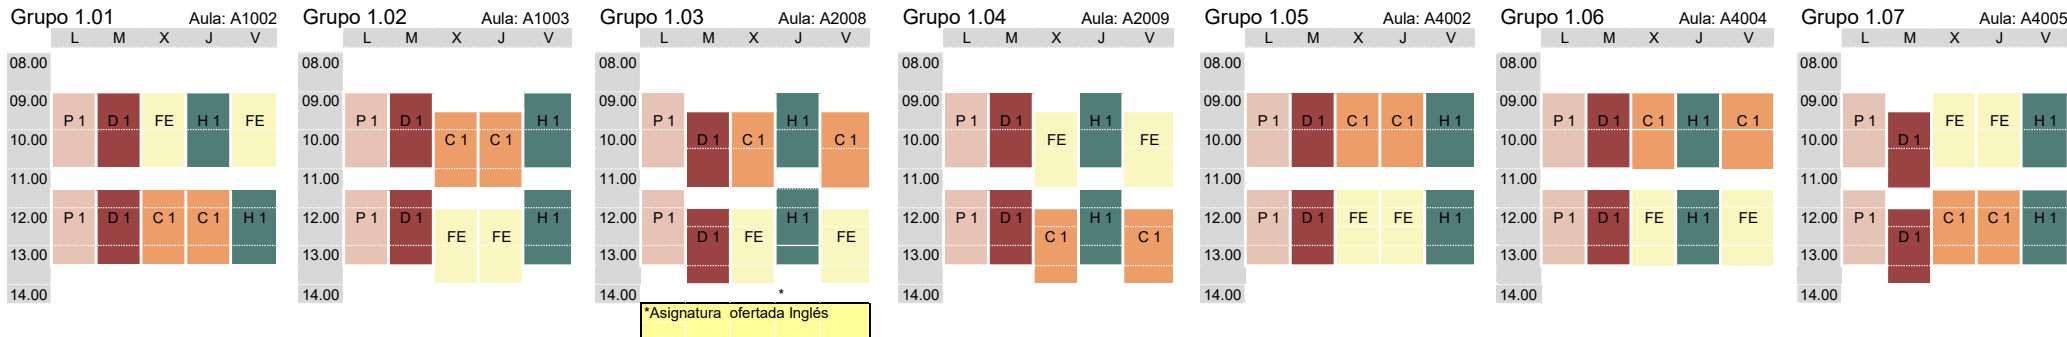 Grupo 1.01 Aula: A1002
L M X J V
08.00
09.00
P 1 D 1 FE H 1 FE
10.00
11.00
12.00
P 1 D 1 C 1 C 1 H 1
13.00
14.00
Grupo 1.02 Aula: A1003
L M X J V
08.00
09.00
P 1 D 1 H 1
10.00
C 1 C 1
11.00
12.00
P 1 D 1 H 1
FE FE
13.00
14.00
Grupo 1.03 Aula: A2008
L M X J V
08.00
09.00
P 1 H 1
10.00
D 1 C 1 C 1
11.00
12.00
P 1 H 1
D 1 FE FE
13.00
14.00
*
*Asignatura ofertada Inglés
Grupo 1.04 Aula: A2009
L M X J V
08.00
09.00
P 1 D 1 H 1
10.00
FE FE
11.00
12.00
P 1 D 1 H 1
C 1 C 1
13.00
14.00
Grupo 1.05 Aula: A4002
L M X J V
08.00
09.00
P 1 D 1 C 1 C 1 H 1
10.00
11.00
12.00
P 1 D 1 FE FE H 1
13.00
14.00
Grupo 1.06 Aula: A4004
L M X J V
08.00
09.00
P 1 D 1 C 1 H 1 C 1
10.00
11.00
12.00
P 1 D 1 FE H 1 FE
13.00
14.00
Grupo 1.07 Aula: A4005
L M X J V
08.00
09.00
P 1 FE FE H 1
10.00
D 1
11.00
12.00
P 1 C 1 C 1 H 1
D 1
13.00
14.00